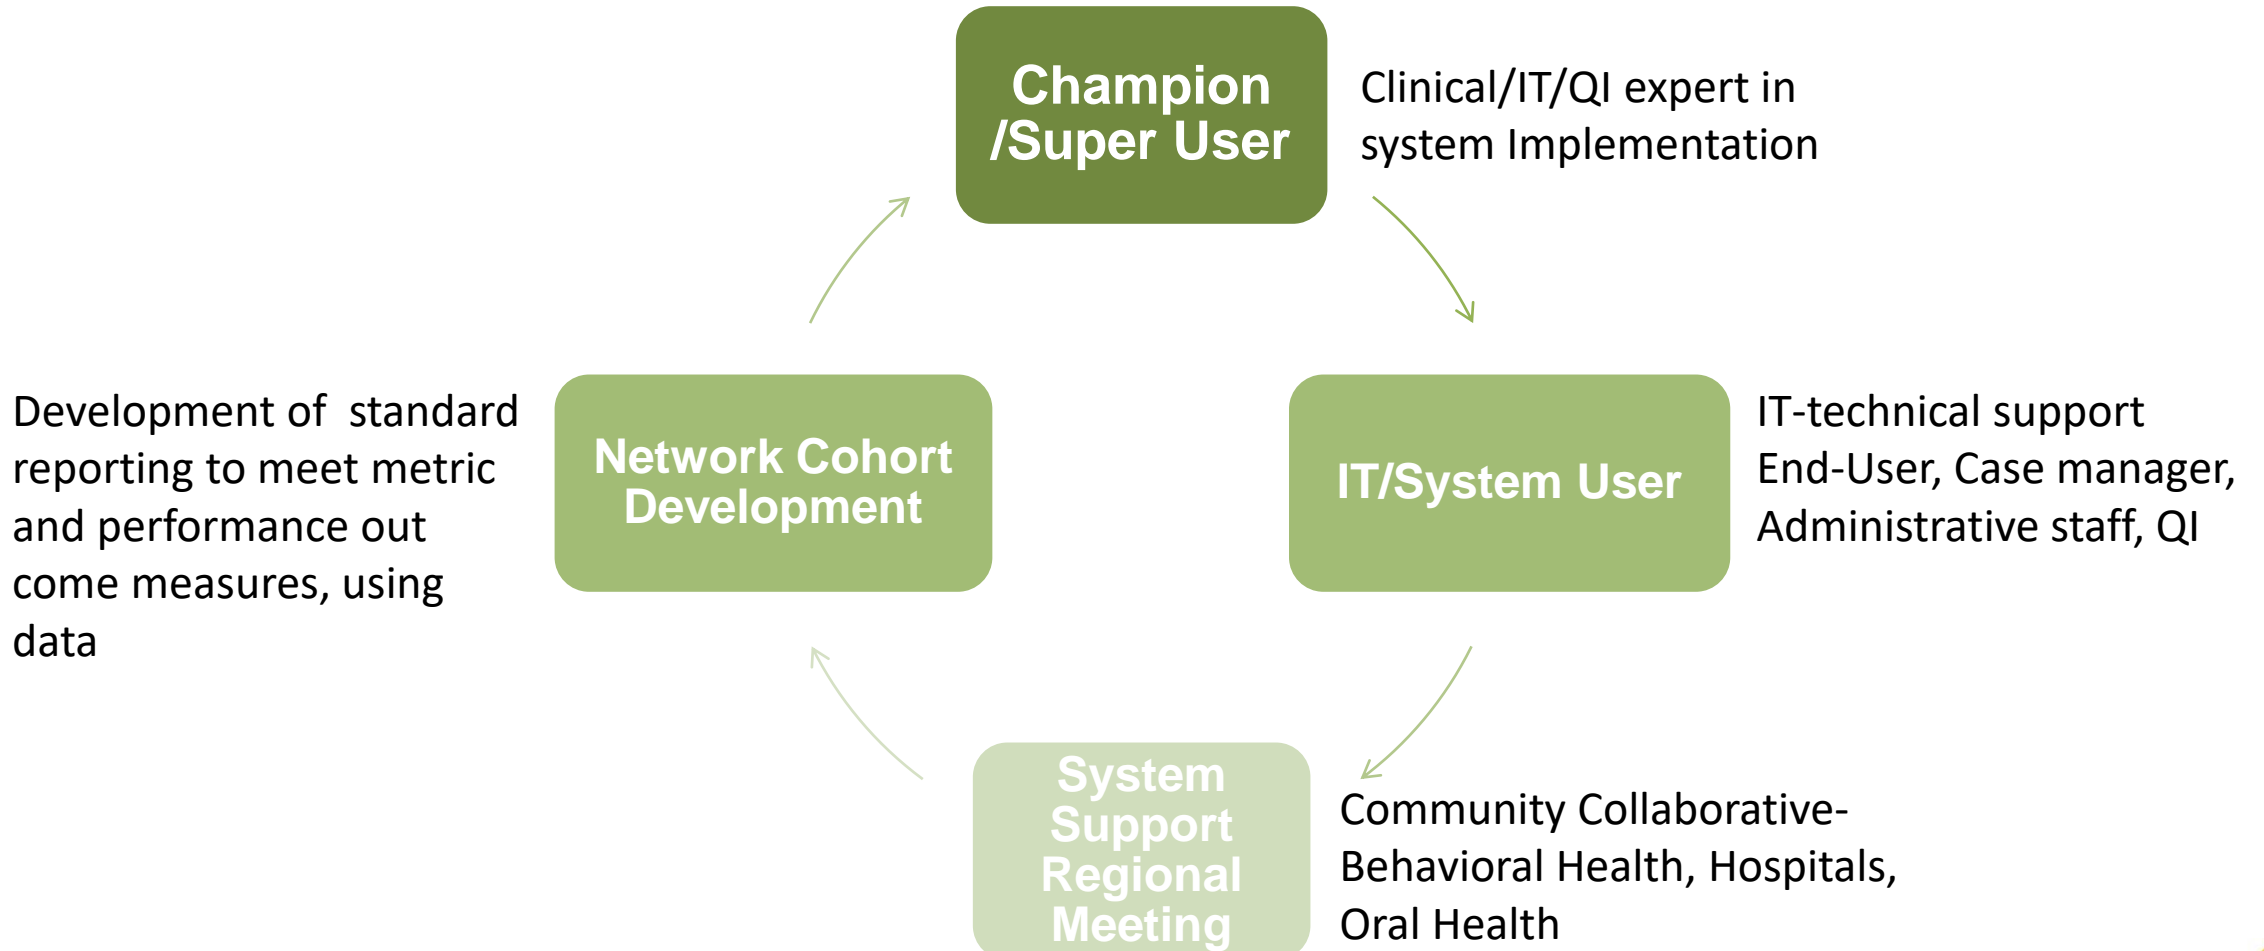 Champion
/Super User
Clinical/IT/QI expert in
system Implementation
IT/System User
IT-technical support
End-User, Case manager,
Administrative staff, QI
System
Support
Regional
Meeting
Community Collaborative-
Behavioral Health, Hospitals,
Oral Health
Network Cohort
Development
Development of  standard
reporting to meet metric
and performance out
come measures, using
data